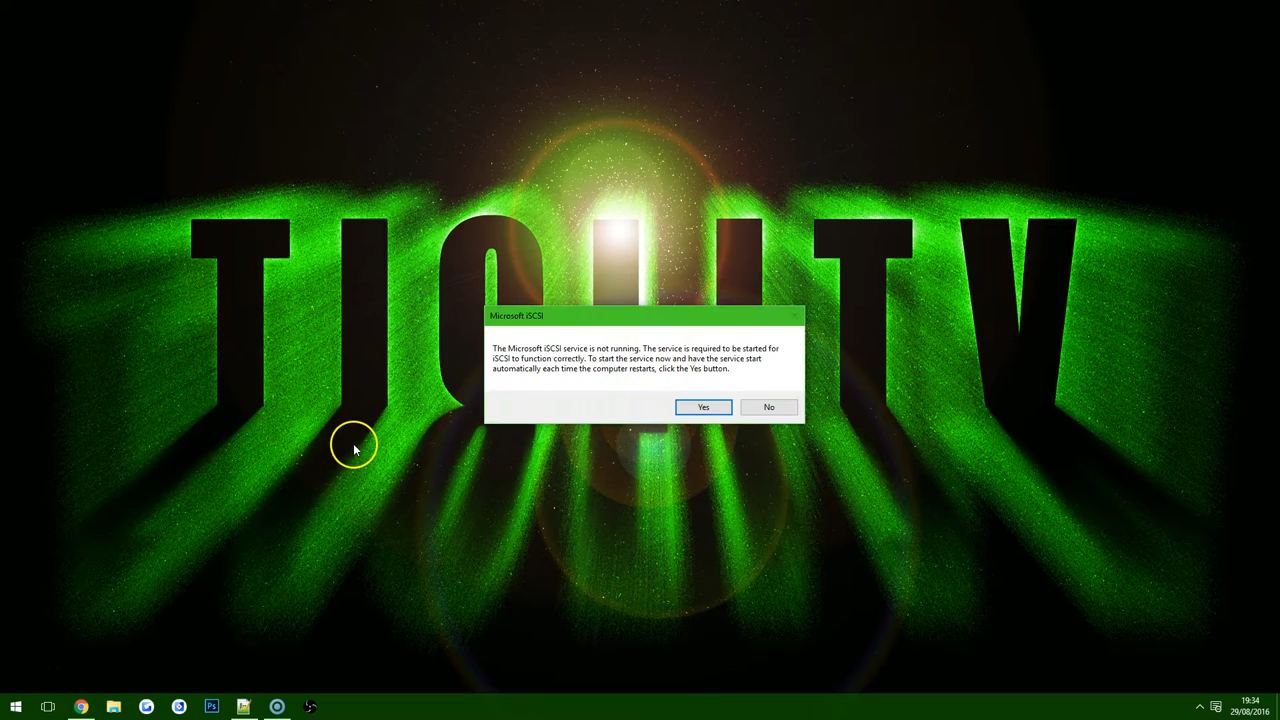 Microsoft iSCSI
The Microsoft iSCSI service is not running. The service is required to be started for
iSCSI to function correctly. To start the service now and have the service start
automatically each time the computer restarts, click the Yes button.
Yes
No
Ps
19:34
29/08/2016